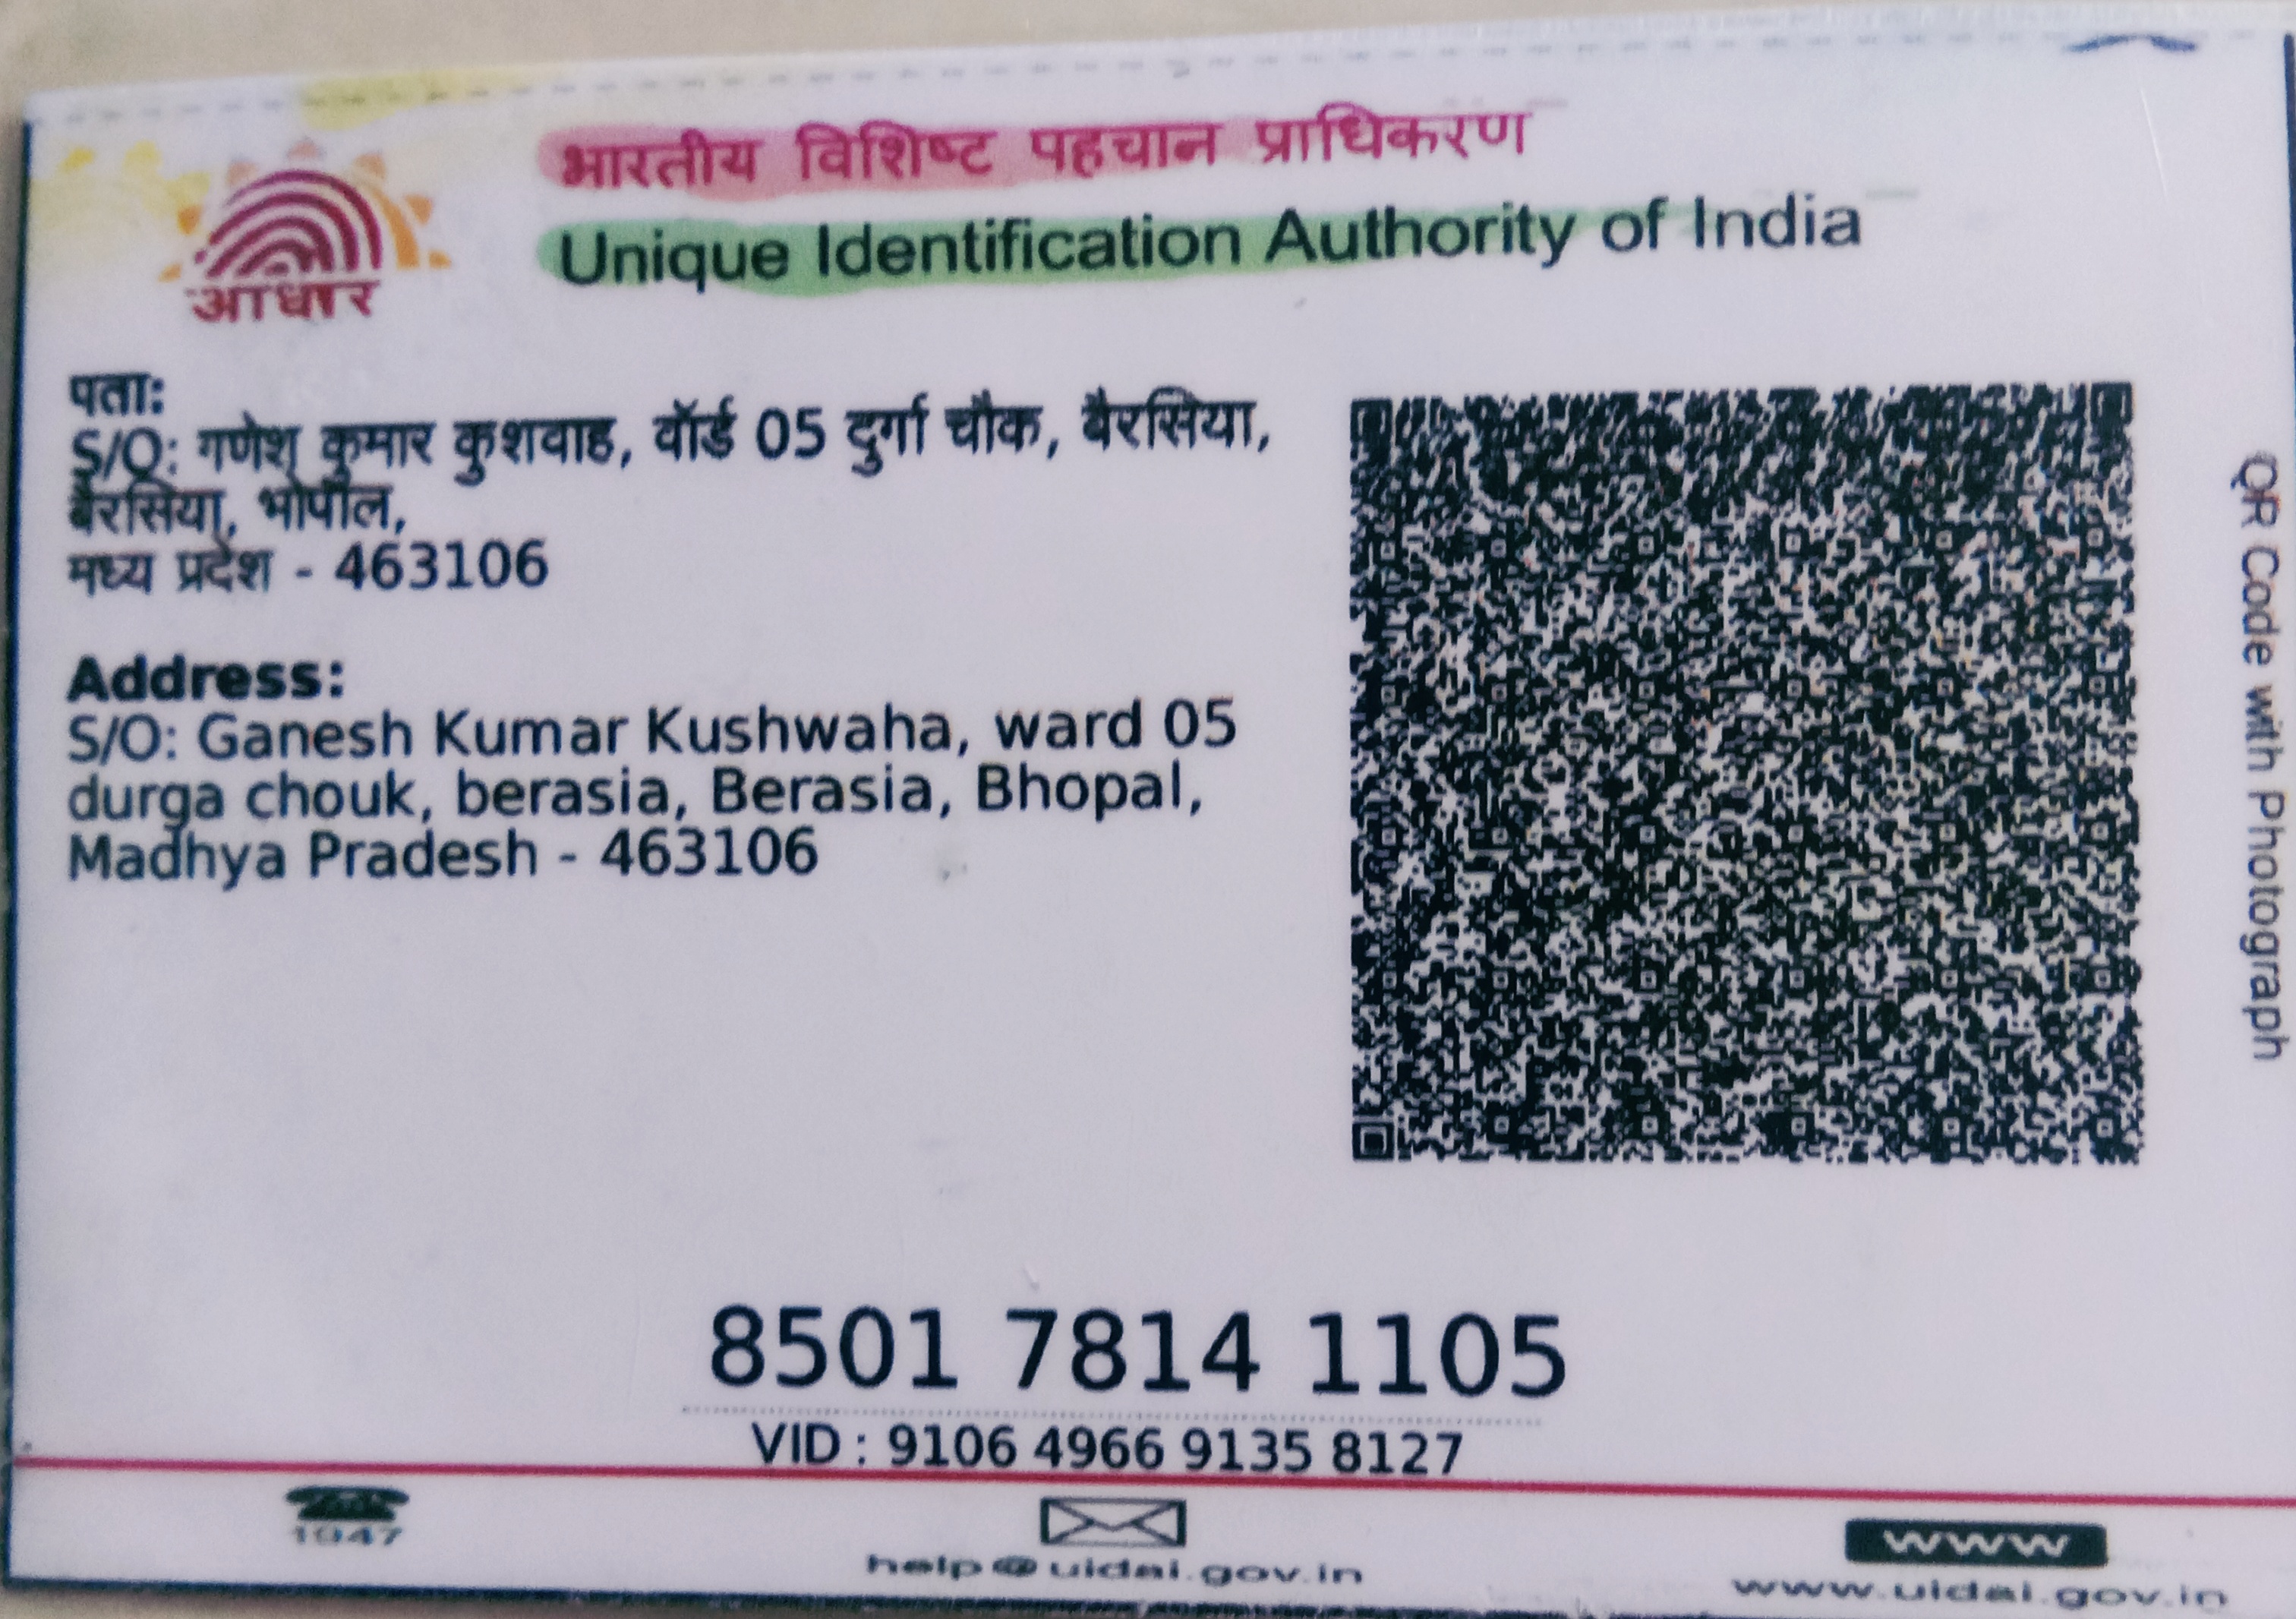 भारतीय विशिष्ट पहचान प्राधिकरण
Unique Identification Authority of India
आधार
पता:
S/O: गणेश कुमार कुशवाह, वॉर्ड 05 दुर्गा चौक, बैरसिया,
बैरसिया, भोपाल,
मध्य प्रदेश - 463106
Address:
S/O: Ganesh Kumar Kushwaha, ward 05
durga chouk, berasia, Berasia, Bhopal,
Madhya Pradesh - 463106
QR Code with Photograph
8501 7814 1105
VID : 9106 4966 9135 8127
1947
help@uidai.gov.in
www
www.uidai.gov.in